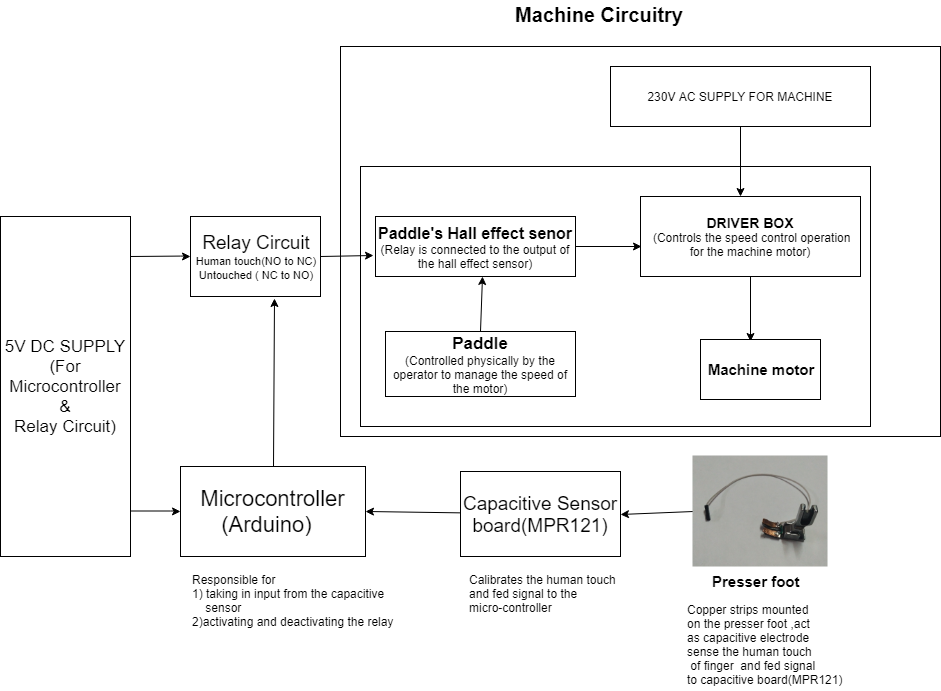 Machine Circuitry
230V AC SUPPLY FOR MACHINE
Relay Circuit
Human touch(NO to NC)
Untouched ( NC to NO)
Paddle's Hall effect senor
(Relay is connected to the output of
the hall effect sensor)
DRIVER BOX
(Controls the speed control operation
for the machine motor)
Paddle
(Controlled physically by the
operator to manage the speed of
the motor)
Machine motor
5V DC SUPPLY
(For
Microcontroller
&
Relay Circuit)
Microcontroller
(Arduino)
Capacitive Sensor
board(MPR121)
Responsible for
1) taking in input from the capacitive
sensor
2)activating and deactivating the relay
Calibrates the human touch
and fed signal to the
micro-controller
Presser foot
Copper strips mounted
on the presser foot ,act
as capacitive electrode
sense the human touch
of finger and fed signal
to capacitive board(MPR121)